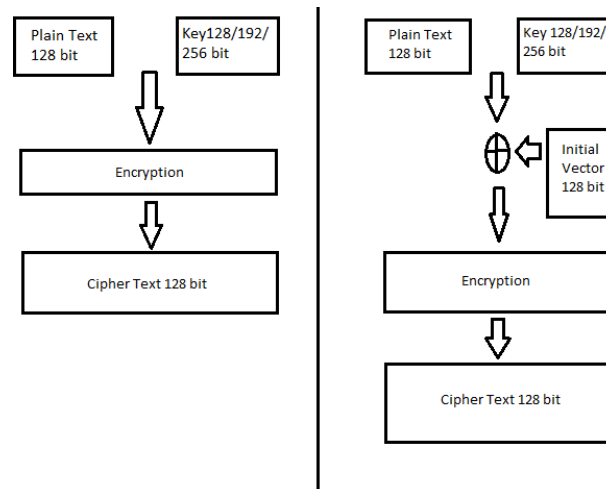 Plain Text
128 bit
Key128/192/
256 bit
Encryption
Cipher Text 128 bit
Plain Text
128 bit
Key 128/192/
256 bit
Initial
Vector
128 bit
Encryption
Cipher Text 128 bit